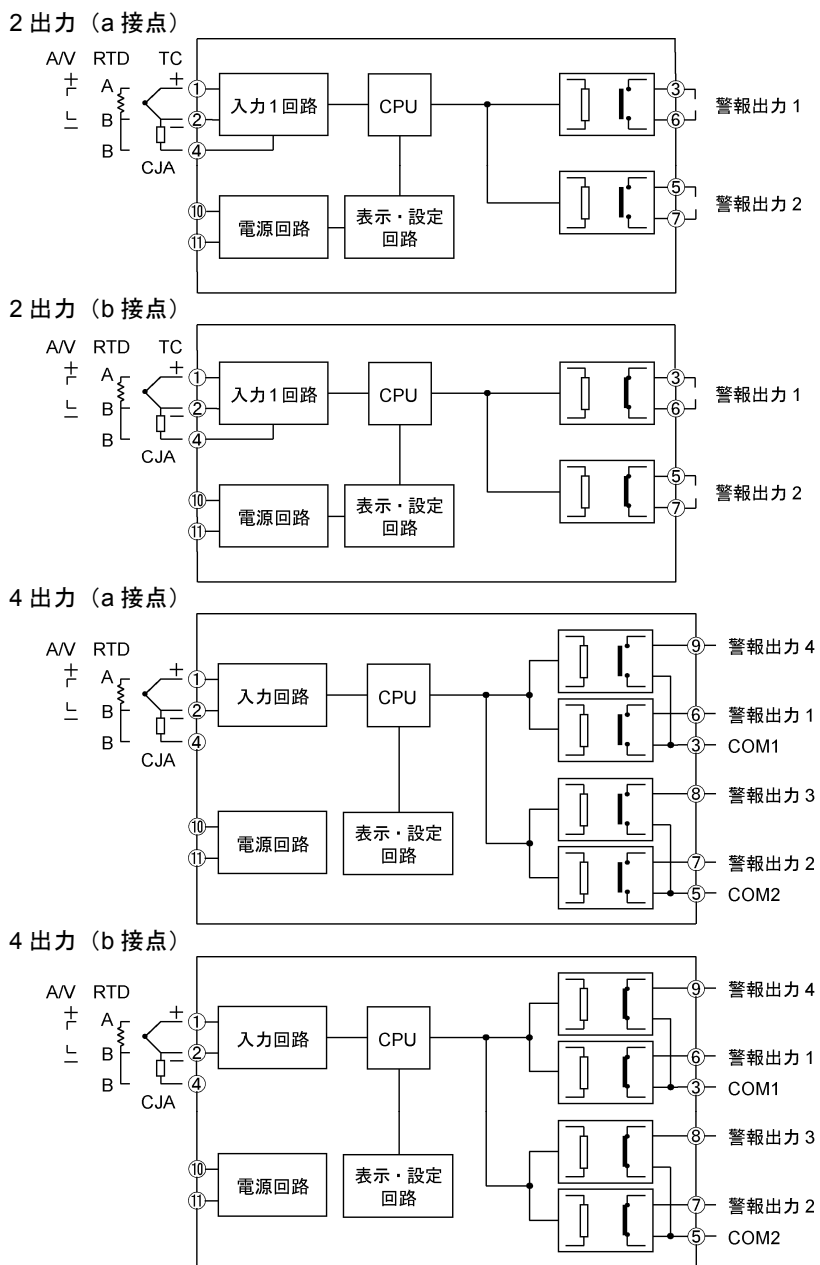 2 出力（a 接点）
A/V RTD TC
+ A + ① 入力 1 回路 CPU ③ 警報出力 1
− B − ② ⑥
B CJA ④
⑩ 電源回路 表示・設定回路 ⑤ 警報出力 2
⑪ ⑦
2 出力（b 接点）
A/V RTD TC
+ A + ① 入力 1 回路 CPU ③ 警報出力 1
− B − ② ⑥
B CJA ④
⑩ 電源回路 表示・設定回路 ⑤ 警報出力 2
⑪ ⑦
4 出力（a 接点）
A/V RTD
+ A + ① 入力回路 CPU ⑨ 警報出力 4
− B − ② ⑥ 警報出力 1
B CJA ④ ③ COM1
⑩ 電源回路 表示・設定回路 ⑧ 警報出力 3
⑪ ⑦ 警報出力 2
⑤ COM2
4 出力（b 接点）
A/V RTD
+ A + ① 入力回路 CPU ⑨ 警報出力 4
− B − ② ⑥ 警報出力 1
B CJA ④ ③ COM1
⑩ 電源回路 表示・設定回路 ⑧ 警報出力 3
⑪ ⑦ 警報出力 2
⑤ COM2